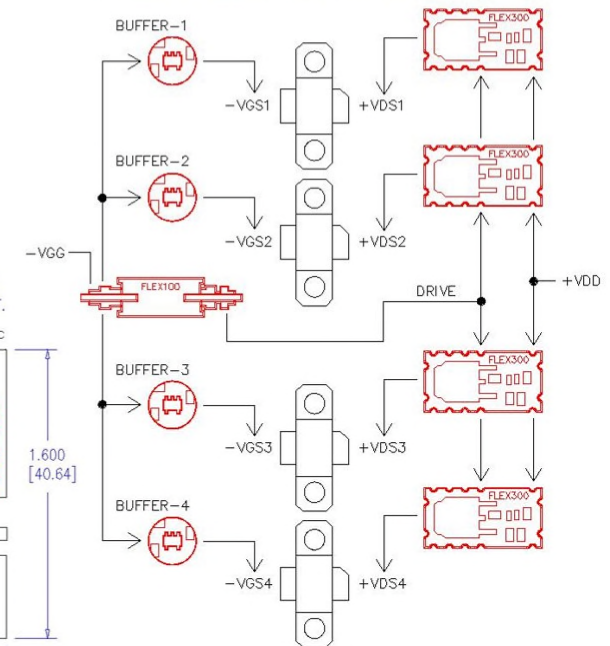 BUFFER-1
FLEX300
-VGS1
+VDS1
BUFFER-2
FLEX300
-VGS2
+VDS2
-VGG
FLEX100
DRIVE
+VDD
BUFFER-3
FLEX300
1.600
[40.64]
-VGS3
+VDS3
BUFFER-4
FLEX300
-VGS4
+VDS4